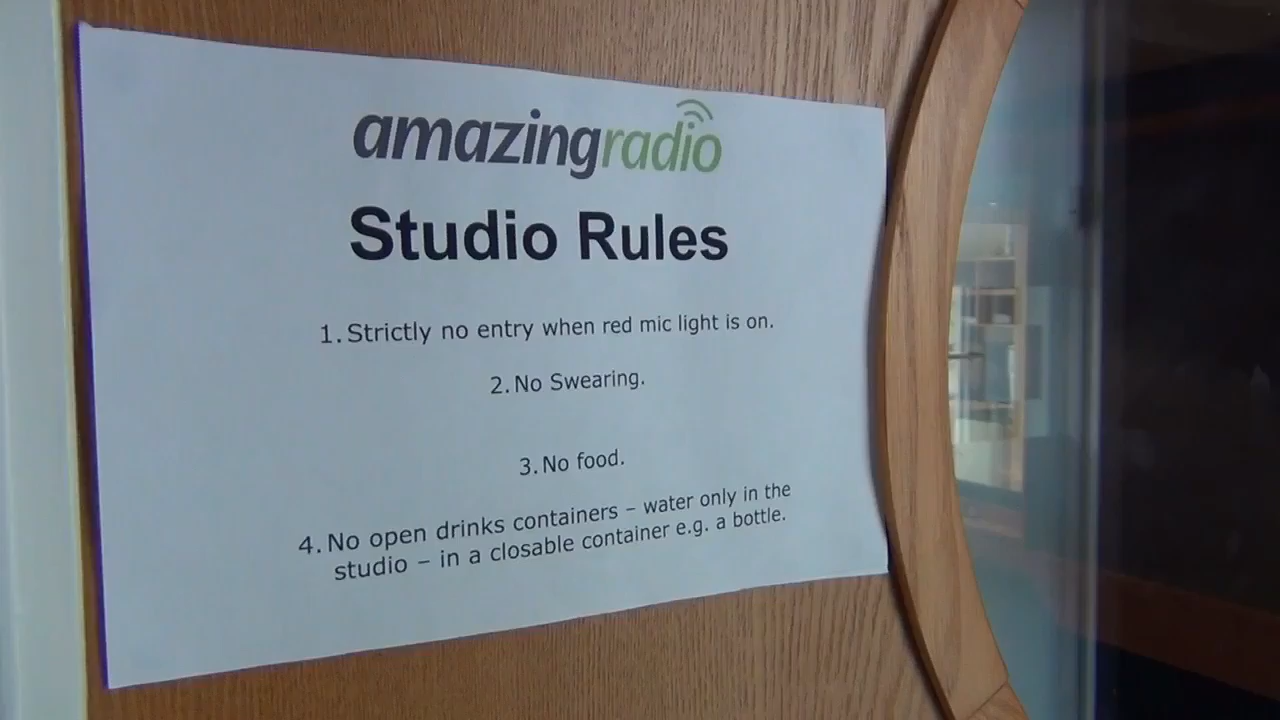 amazingradio
Studio Rules
1. Strictly no entry when red mic light is on.
2. No Swearing.
3. No food.
4. No open drinks containers – water only in the
studio – in a closable container e.g. a bottle.